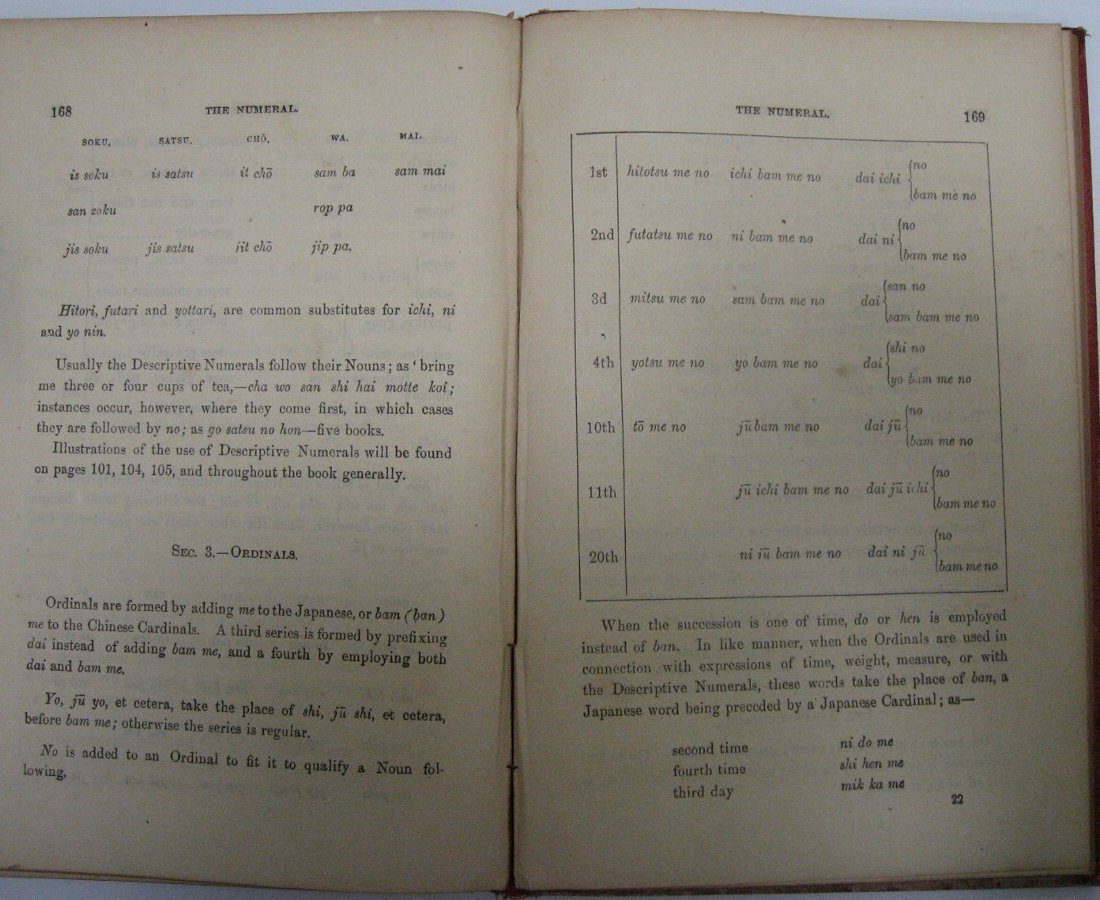 168 THE NUMERAL.
SOKU. SATSU. CHŌ. WA. MAI.
is soku is satsu it chō sam ba sam mai
san zoku rop pa
jis soku jis satsu jit chō jip pa.
Hitori, futari and yottari, are common substitutes for ichi, ni
and yo nin.
Usually the Descriptive Numerals follow their Nouns; as ‘ bring
me three or four cups of tea,—cha wo san shi hai motte koi;
instances occur, however, where they come first, in which cases
they are followed by no; as go satsu no hon—five books.
Illustrations of the use of Descriptive Numerals will be found
on pages 101, 104, 105, and throughout the book generally.
SEC. 3.—ORDINALS.
Ordinals are formed by adding me to the Japanese, or bam (ban)
me to the Chinese Cardinals. A third series is formed by prefixing
dai instead of adding bam me, and a fourth by employing both
dai and bam me.
Yo, jū yo, et cetera, take the place of shi, jū shi, et cetera,
before bam me; otherwise the series is regular.
No is added to an Ordinal to fit it to qualify a Noun fol-
lowing.
THE NUMERAL. 169
1st hitotsu me no ichi bam me no dai ichi {no
{bam me no
2nd futatsu me no ni bam me no dai ni {no
{bam me no
3d mitsu me no sam bam me no dai {san no
{sam bam me no
4th yotsu me no yo bam me no dai {shi no
{yo bam me no
10th tō me no jū bam me no dai jū {no
{bam me no
11th jū ichi bam me no dai jū ichi {no
{bam me no
20th ni jū bam me no dai ni jū {no
{bam me no
When the succession is one of time, do or hen is employed
instead of ban. In like manner, when the Ordinals are used in
connection with expressions of time, weight, measure, or with
the Descriptive Numerals, these words take the place of ban, a
Japanese word being preceded by a Japanese Cardinal; as—
second time ni do me
fourth time shi hen me
third day mik ka me
22